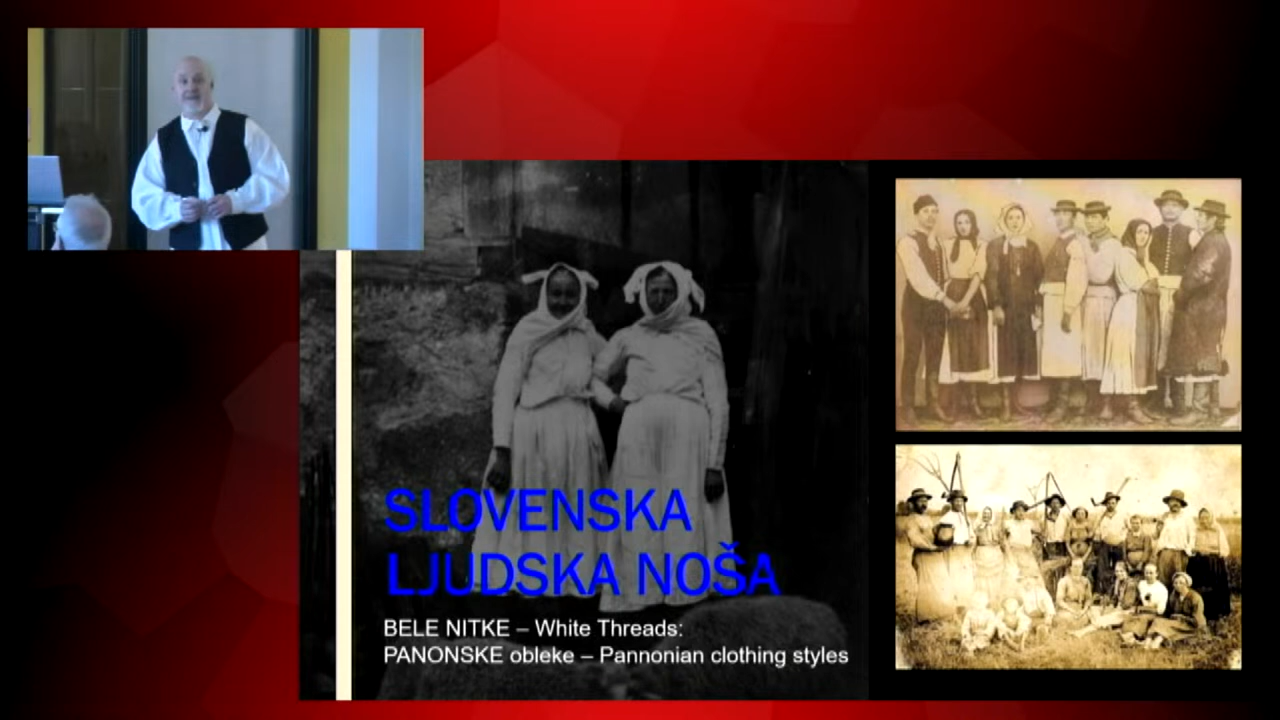 SLOVENSKA
LJUDSKA NOŠA
BELE NITKE – White Threads:
PANONSKE obleke – Pannonian clothing styles